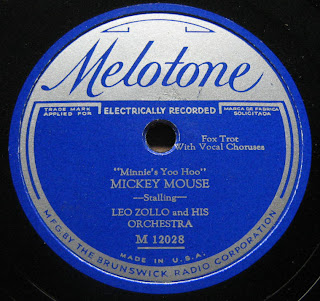 Melotone
TRADE MARK
APPLIED FOR
ELECTRICALLY RECORDED
MARCA DE FABRICA
SOLICITADA
Fox Trot
With Vocal Choruses
"Minnie's Yoo Hoo"
MICKEY MOUSE
—Stalling—
LEO ZOLLO and HIS
ORCHESTRA
M 12028
MADE IN U.S.A.
MFG. BY THE BRUNSWICK RADIO CORPORATION